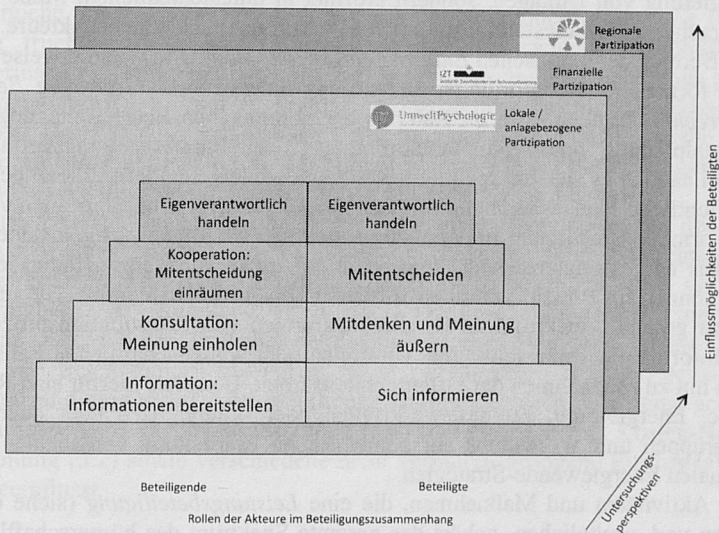 Regionale
Partizipation
IZT
Finanzielle
Partizipation
UmweltPsychologie
Lokale /
anlagebezogene
Partizipation
Eigenverantwortlich
handeln
Eigenverantwortlich
handeln
Kooperation:
Mitentscheidung
einräumen
Mitentscheiden
Konsultation:
Meinung einholen
Mitdenken und Meinung
äußern
Information:
Informationen bereitstellen
Sich informieren
Einflussmöglichkeiten der Beteiligten
Untersuchungs-
perspektiven
Beteiligende
Beteiligte
Rollen der Akteure im Beteiligungszusammenhang